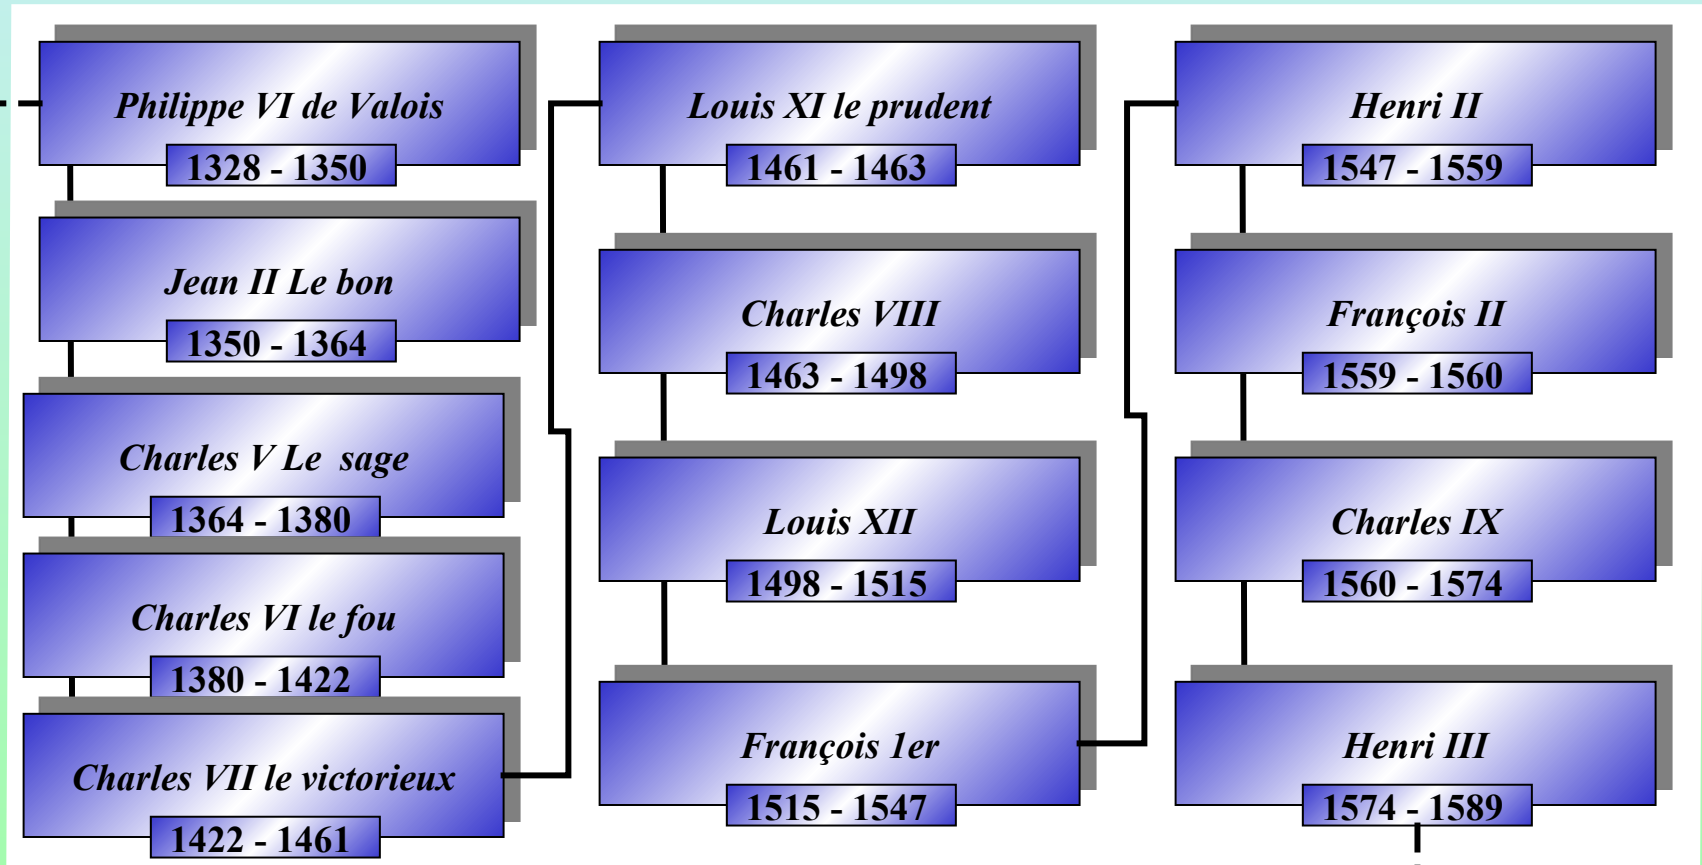 Philippe VI de Valois
1328 - 1350
Jean II Le bon
1350 - 1364
Charles V Le sage
1364 - 1380
Charles VI le fou
1380 - 1422
Charles VII le victorieux
1422 - 1461
Louis XI le prudent
1461 - 1463
Charles VIII
1463 - 1498
Louis XII
1498 - 1515
François 1er
1515 - 1547
Henri II
1547 - 1559
François II
1559 - 1560
Charles IX
1560 - 1574
Henri III
1574 - 1589